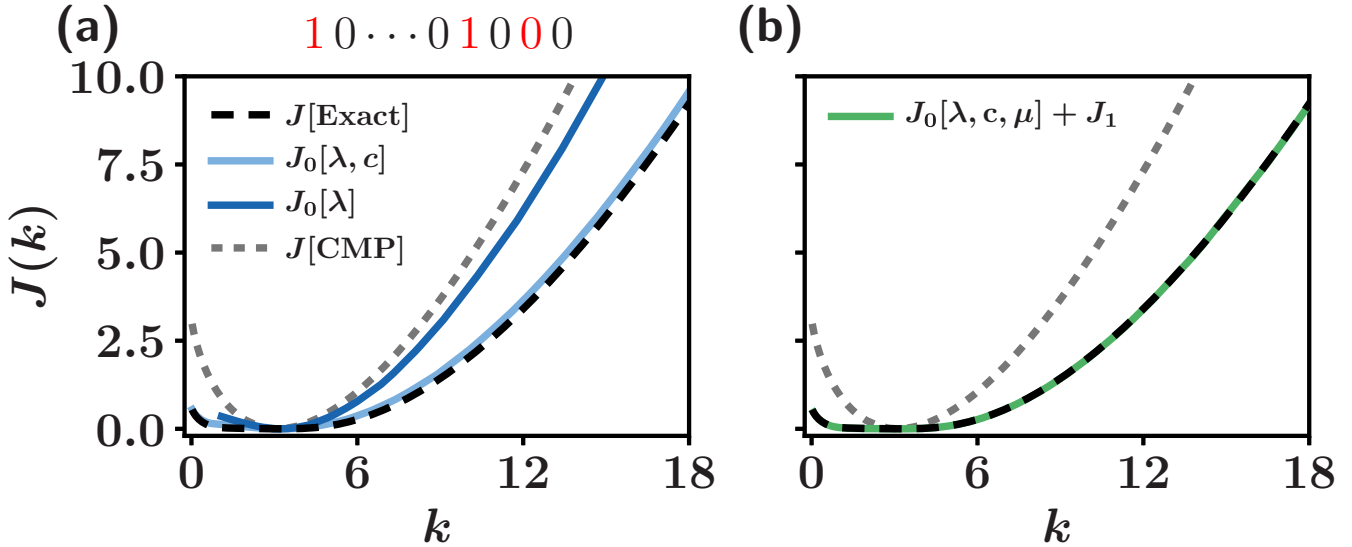 (a)
1 0 · · · 0 1 0 0 0
10.0
7.5
5.0
2.5
0.0
J(k)
J[Exact]
J₀[λ, c]
J₀[λ]
J[CMP]
0 6 12 18
k
(b)
J₀[λ, c, μ] + J₁
0 6 12 18
k